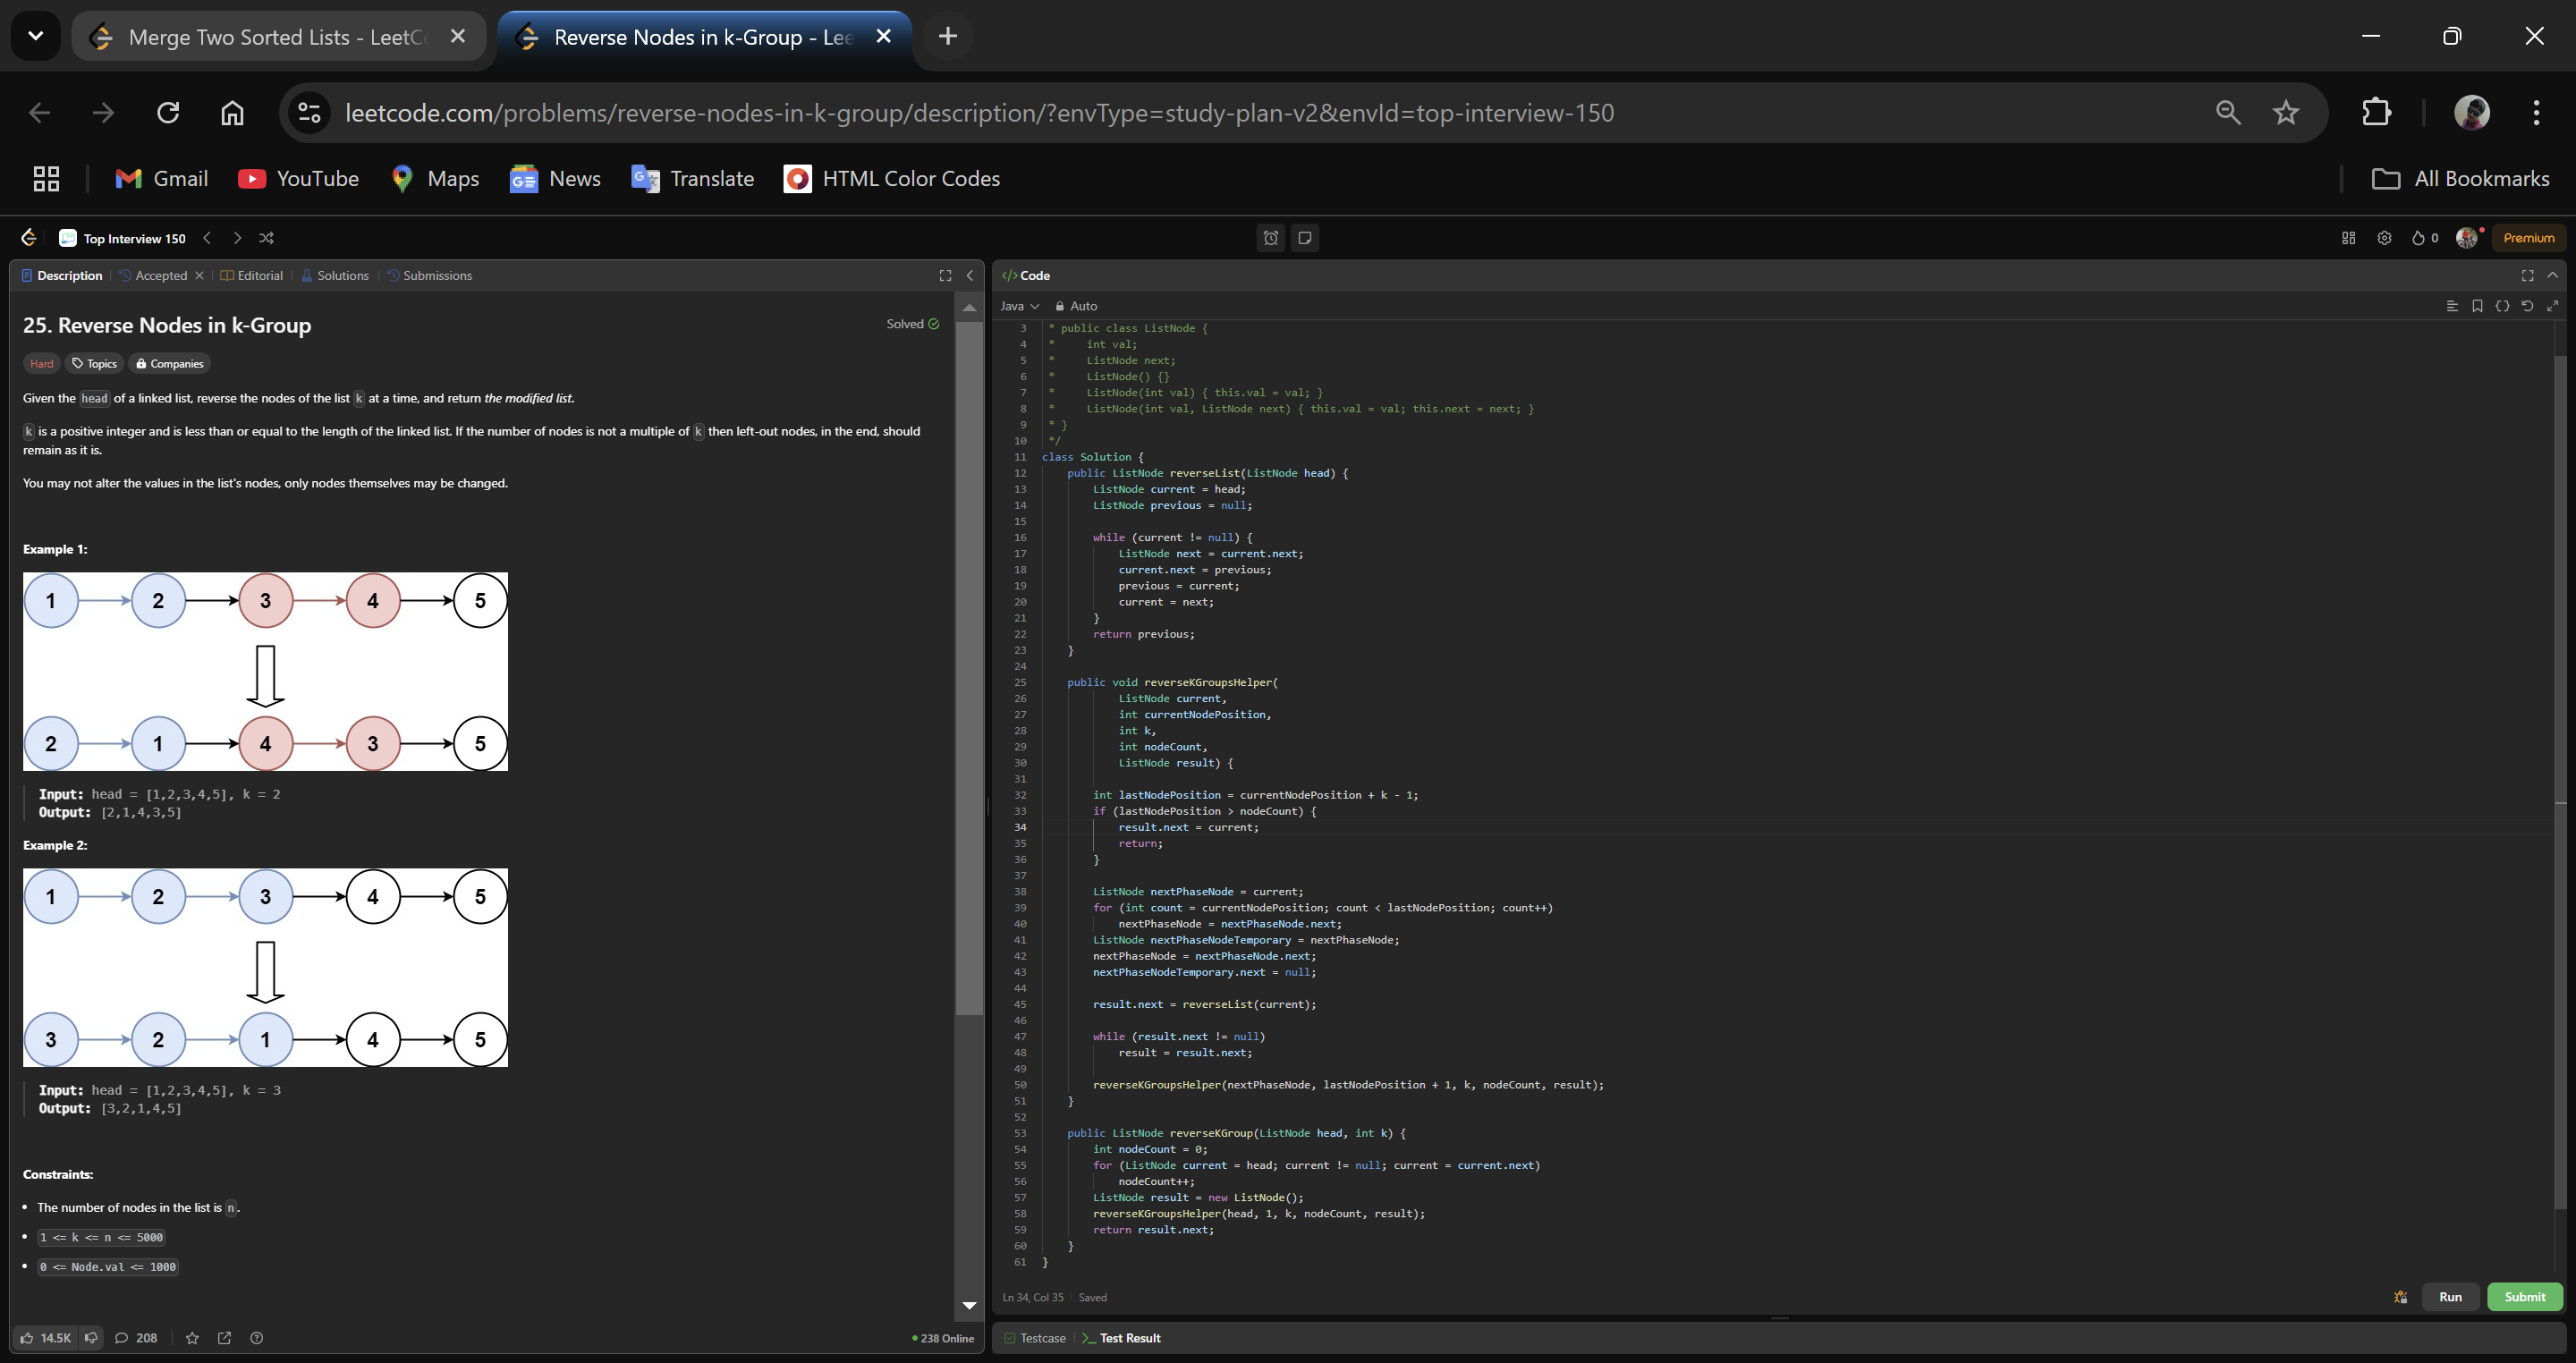 Merge Two Sorted Lists - LeetC
Reverse Nodes in k-Group - Lee
leetcode.com/problems/reverse-nodes-in-k-group/description/?envType=study-plan-v2&envId=top-interview-150
Gmail YouTube Maps News Translate HTML Color Codes All Bookmarks
Top Interview 150 0 Premium
Description Accepted Editorial Solutions Submissions
25. Reverse Nodes in k-Group Solved
Hard Topics Companies
Given the head of a linked list, reverse the nodes of the list k at a time, and return the modified list.
k is a positive integer and is less than or equal to the length of the linked list. If the number of nodes is not a multiple of k then left-out nodes, in the end, should
remain as it is.
You may not alter the values in the list's nodes, only nodes themselves may be changed.
Example 1:
1 2 3 4 5
2 1 4 3 5
Input: head = [1,2,3,4,5], k = 2
Output: [2,1,4,3,5]
Example 2:
1 2 3 4 5
3 2 1 4 5
Input: head = [1,2,3,4,5], k = 3
Output: [3,2,1,4,5]
Constraints:
• The number of nodes in the list is n.
• 1 <= k <= n <= 5000
• 0 <= Node.val <= 1000
14.5K 208 238 Online
</> Code
Java Auto
3 * public class ListNode {
4 *     int val;
5 *     ListNode next;
6 *     ListNode() {}
7 *     ListNode(int val) { this.val = val; }
8 *     ListNode(int val, ListNode next) { this.val = val; this.next = next; }
9 * }
10 */
11 class Solution {
12     public ListNode reverseList(ListNode head) {
13         ListNode current = head;
14         ListNode previous = null;
15
16         while (current != null) {
17             ListNode next = current.next;
18             current.next = previous;
19             previous = current;
20             current = next;
21         }
22         return previous;
23     }
24
25     public void reverseKGroupsHelper(
26             ListNode current,
27             int currentNodePosition,
28             int k,
29             int nodeCount,
30             ListNode result) {
31
32         int lastNodePosition = currentNodePosition + k - 1;
33         if (lastNodePosition > nodeCount) {
34             result.next = current;
35             return;
36         }
37
38         ListNode nextPhaseNode = current;
39         for (int count = currentNodePosition; count < lastNodePosition; count++)
40             nextPhaseNode = nextPhaseNode.next;
41         ListNode nextPhaseNodeTemporary = nextPhaseNode;
42         nextPhaseNode = nextPhaseNode.next;
43         nextPhaseNodeTemporary.next = null;
44
45         result.next = reverseList(current);
46
47         while (result.next != null)
48             result = result.next;
49
50         reverseKGroupsHelper(nextPhaseNode, lastNodePosition + 1, k, nodeCount, result);
51     }
52
53     public ListNode reverseKGroup(ListNode head, int k) {
54         int nodeCount = 0;
55         for (ListNode current = head; current != null; current = current.next)
56             nodeCount++;
57         ListNode result = new ListNode();
58         reverseKGroupsHelper(head, 1, k, nodeCount, result);
59         return result.next;
60     }
61 }
Ln 34, Col 35 Saved
Run Submit
Testcase >_ Test Result